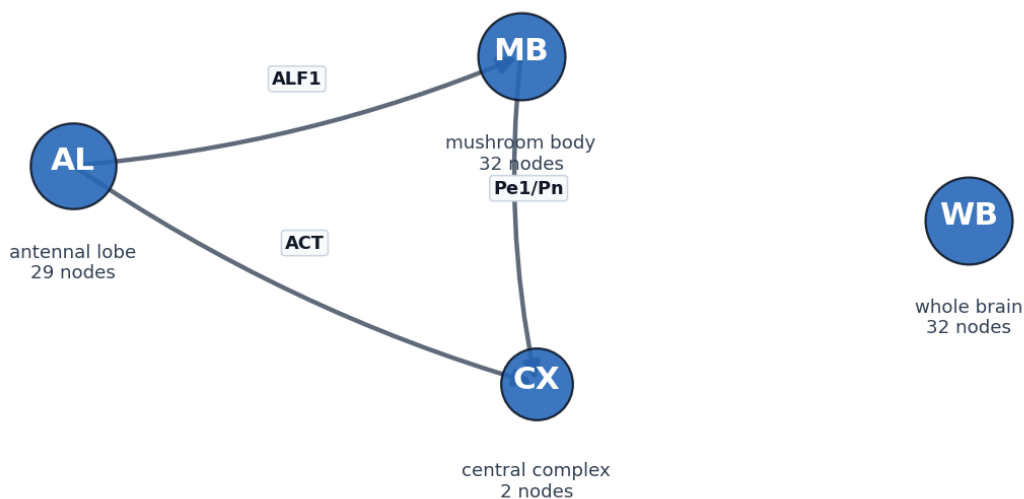 MB
ALF1
mushroom body
32 nodes
AL
Pe1/Pn
WB
ACT
antennal lobe
29 nodes
whole brain
32 nodes
CX
central complex
2 nodes